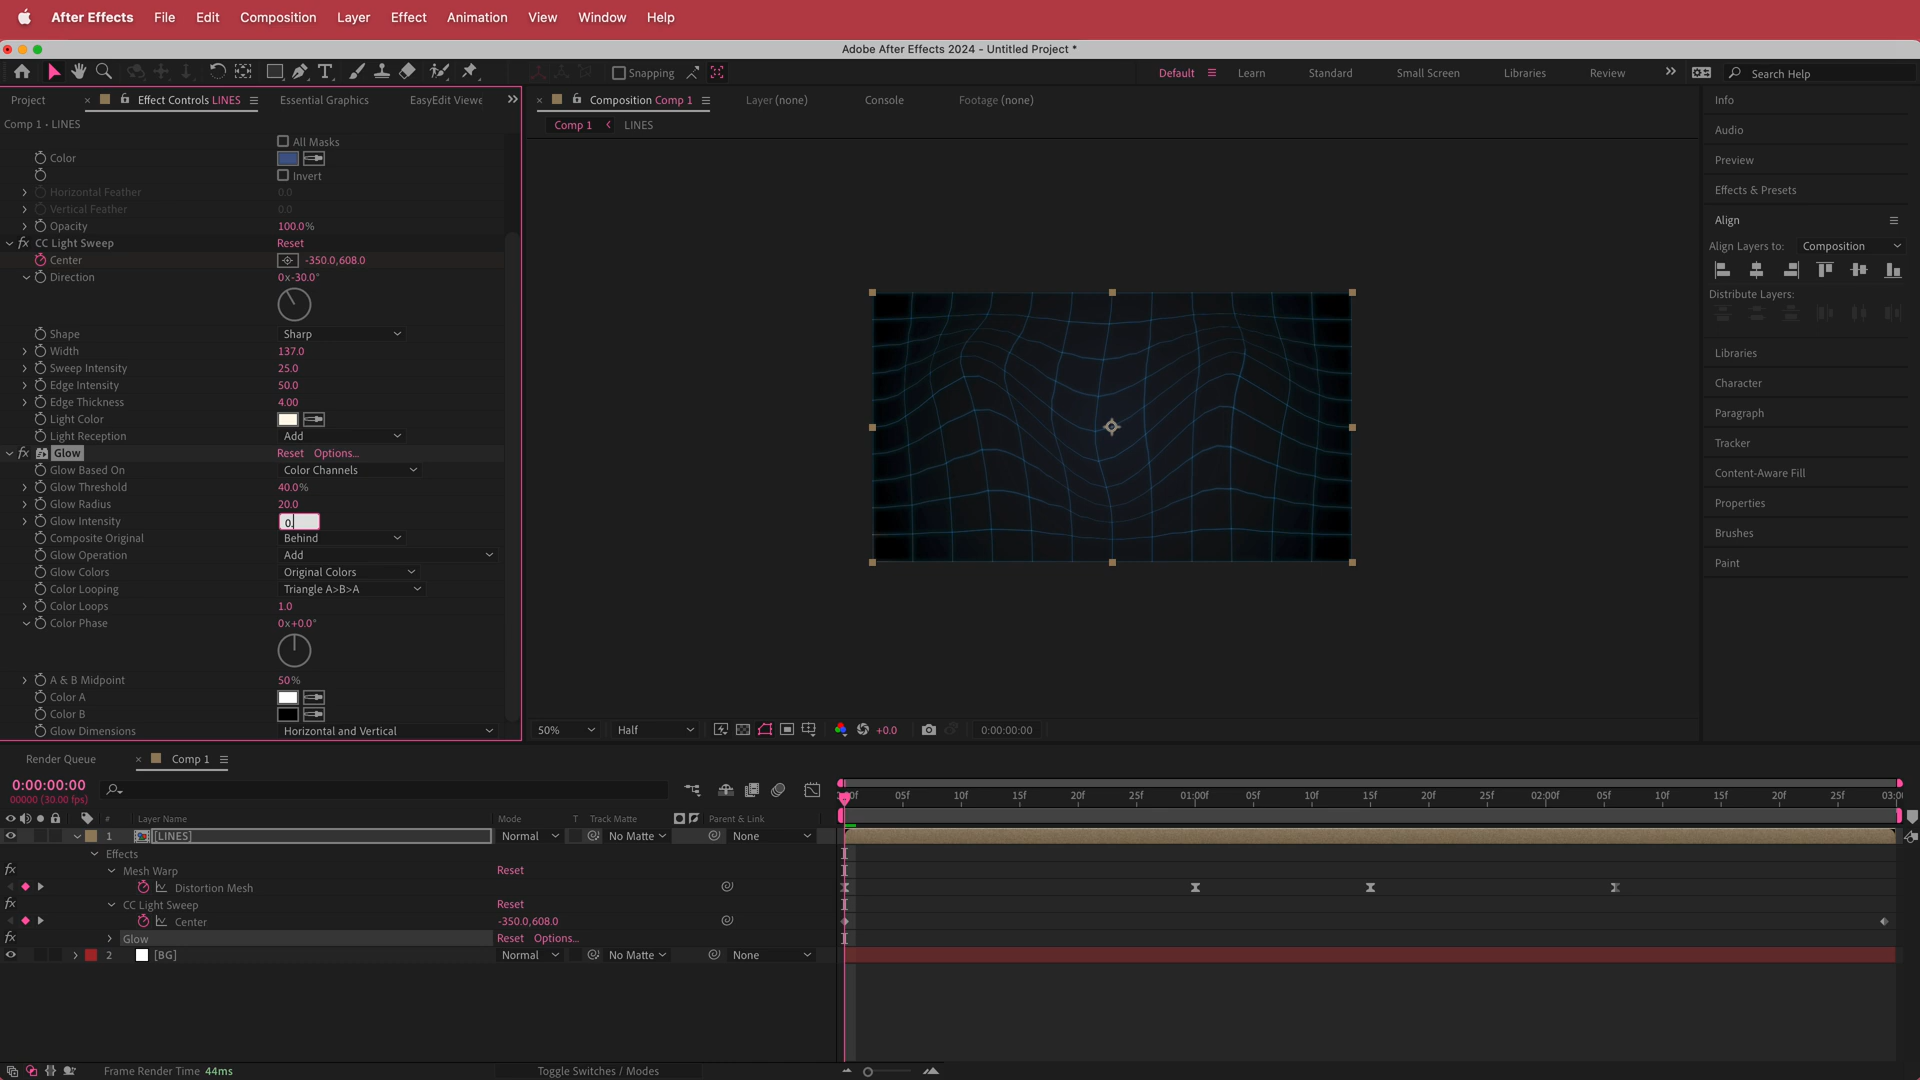 After Effects File Edit Composition Layer Effect Animation View Window Help
Adobe After Effects 2024 - Untitled Project *
Snapping Default Learn Standard Small Screen Libraries Review Search Help
Project Effect Controls LINES Essential Graphics EasyEdit Viewe
Composition Comp 1 Layer (none) Console Footage (none)
Comp 1 • LINES
Comp 1 LINES
All Masks
Color
Invert
Horizontal Feather 0.0
Vertical Feather 0.0
Opacity 100.0%
fx CC Light Sweep Reset
Center -350.0,608.0
Direction 0x-30.0°
Shape Sharp
Width 137.0
Sweep Intensity 25.0
Edge Intensity 50.0
Edge Thickness 4.00
Light Color
Light Reception Add
fx Glow Reset Options...
Glow Based On Color Channels
Glow Threshold 40.0%
Glow Radius 20.0
Glow Intensity 0.
Composite Original Behind
Glow Operation Add
Glow Colors Original Colors
Color Looping Triangle A>B>A
Color Loops 1.0
Color Phase 0x+0.0°
A & B Midpoint 50%
Color A
Color B
Glow Dimensions Horizontal and Vertical
50% Half +0.0 0:00:00:00
Info
Audio
Preview
Effects & Presets
Align
Align Layers to: Composition
Distribute Layers:
Libraries
Character
Paragraph
Tracker
Content-Aware Fill
Properties
Brushes
Paint
Render Queue Comp 1
0:00:00:00
00000 (30.00 fps)
05f 10f 15f 20f 25f 01:00f 05f 10f 15f 20f 25f 02:00f 05f 10f 15f 20f 25f
# Layer Name Mode T Track Matte Parent & Link
1 [LINES] Normal No Matte None
Effects
fx Mesh Warp Reset
Distortion Mesh
fx CC Light Sweep Reset
Center -350.0,608.0
fx Glow Reset Options...
2 [BG] Normal No Matte None
Frame Render Time 44ms Toggle Switches / Modes